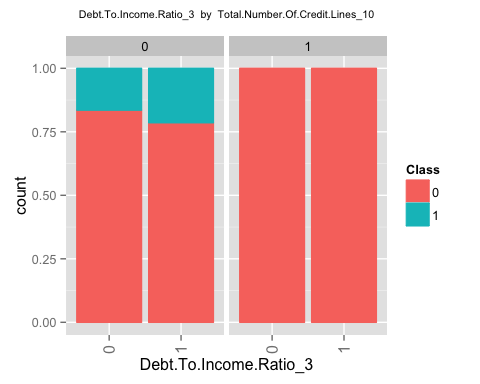 Debt.To.Income.Ratio_3 by Total.Number.Of.Credit.Lines_10
0 1
1.00
0.75
0.50
0.25
0.00
count
0 1 0 1
Debt.To.Income.Ratio_3
Class
0
1